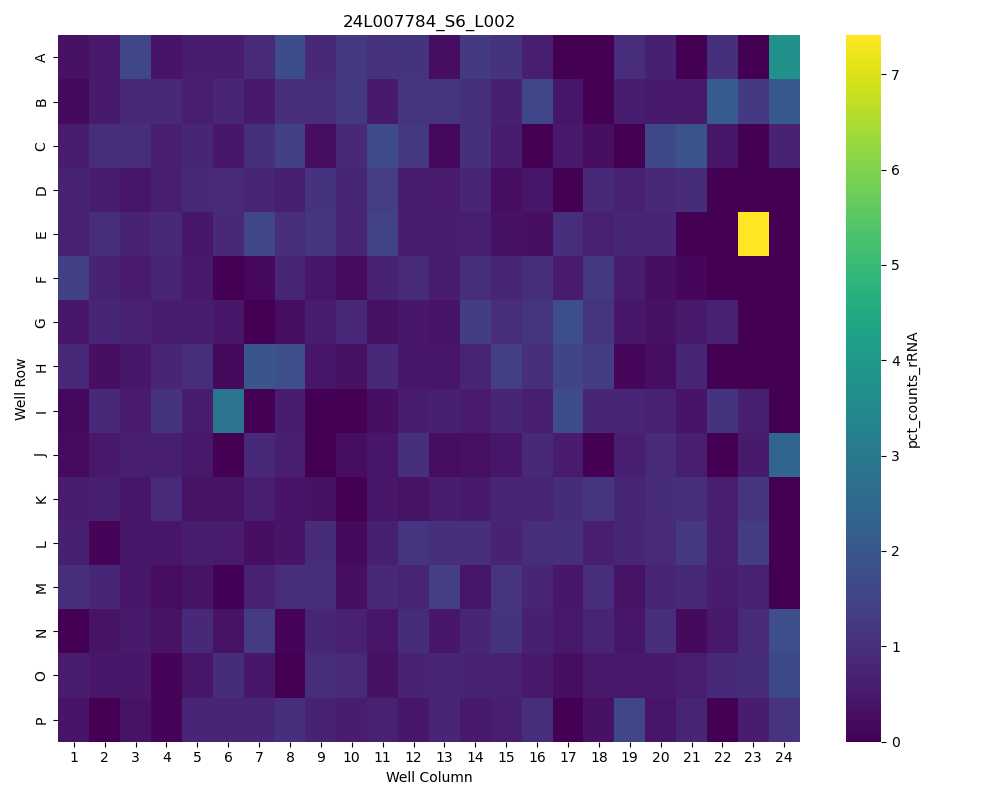 24L007784_S6_L002
A
B
C
D
E
F
G
H
I
J
K
L
M
N
O
P
Well Row
1 2 3 4 5 6 7 8 9 10 11 12 13 14 15 16 17 18 19 20 21 22 23 24
Well Column
7
6
5
4
3
2
1
0
pct_counts_rRNA